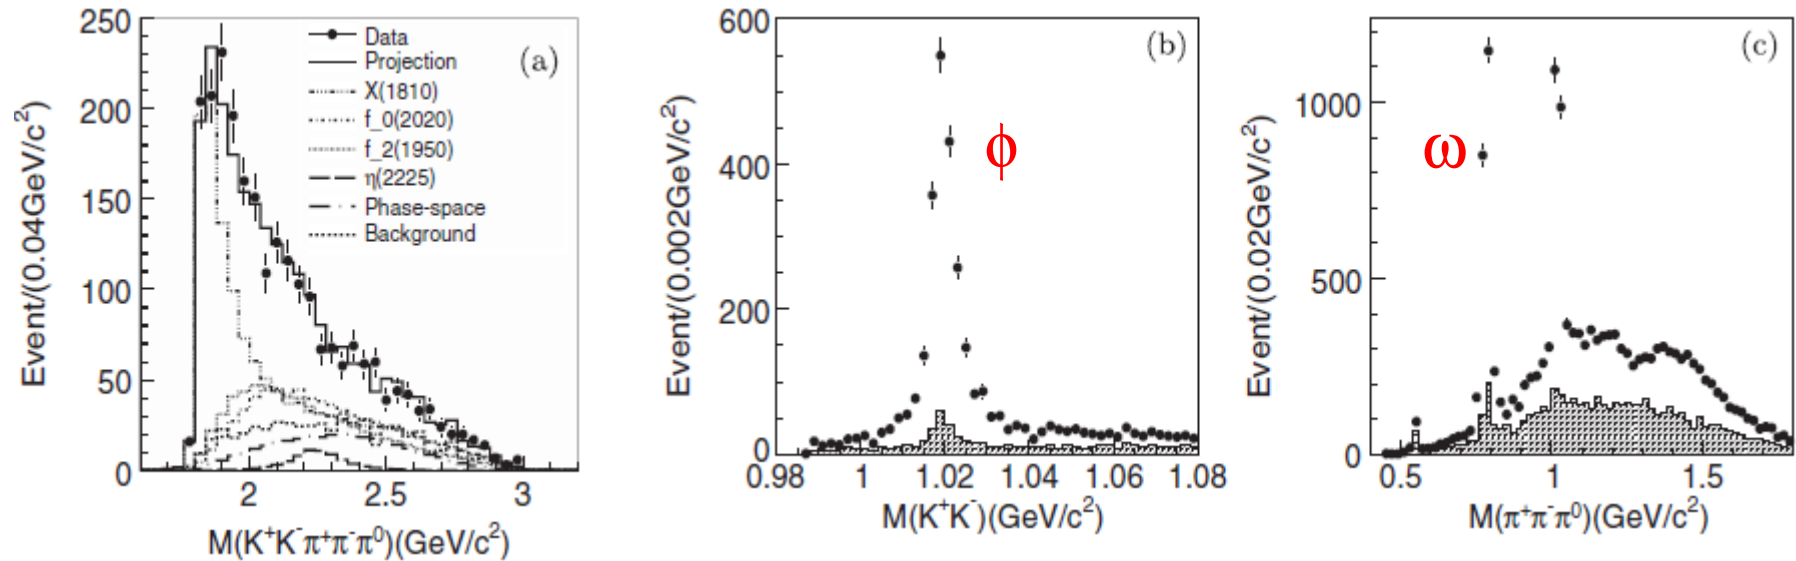 250
200
150
100
50
0
2
2.5
3
Event/(0.04GeV/c²)
M(K⁺K⁻π⁺π⁻π⁰)(GeV/c²)
Data
Projection
X(1810)
f_0(2020)
f_2(1950)
η(2225)
Phase-space
Background
(a)
600
400
200
0
0.98
1
1.02
1.04
1.06
1.08
Event/(0.002GeV/c²)
M(K⁺K⁻)(GeV/c²)
(b)
ϕ
1000
500
0
0.5
1
1.5
Event/(0.02GeV/c²)
M(π⁺π⁻π⁰)(GeV/c²)
(c)
ω